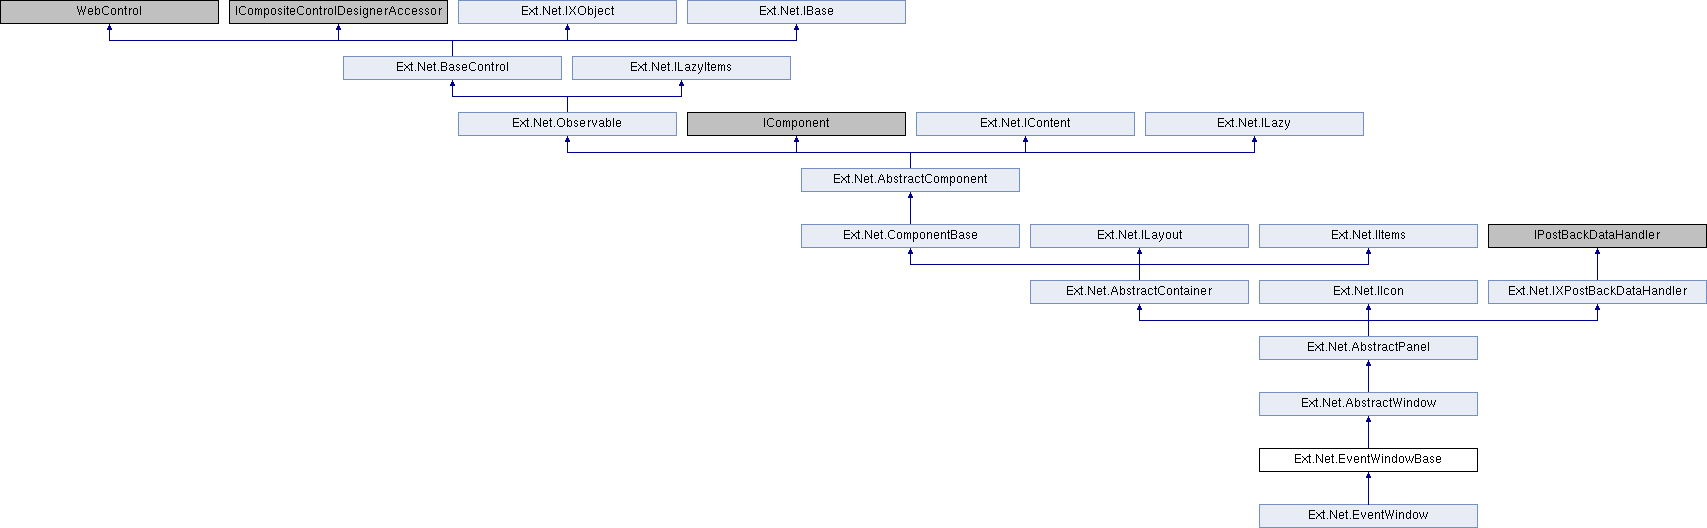 WebControl
ICompositeControlDesignerAccessor
Ext.Net.IXObject
Ext.Net.IBase
Ext.Net.BaseControl
Ext.Net.ILazyItems
Ext.Net.Observable
IComponent
Ext.Net.IContent
Ext.Net.ILazy
Ext.Net.AbstractComponent
Ext.Net.ComponentBase
Ext.Net.ILayout
Ext.Net.IItems
IPostBackDataHandler
Ext.Net.AbstractContainer
Ext.Net.IIcon
Ext.Net.IXPostBackDataHandler
Ext.Net.AbstractPanel
Ext.Net.AbstractWindow
Ext.Net.EventWindowBase
Ext.Net.EventWindow